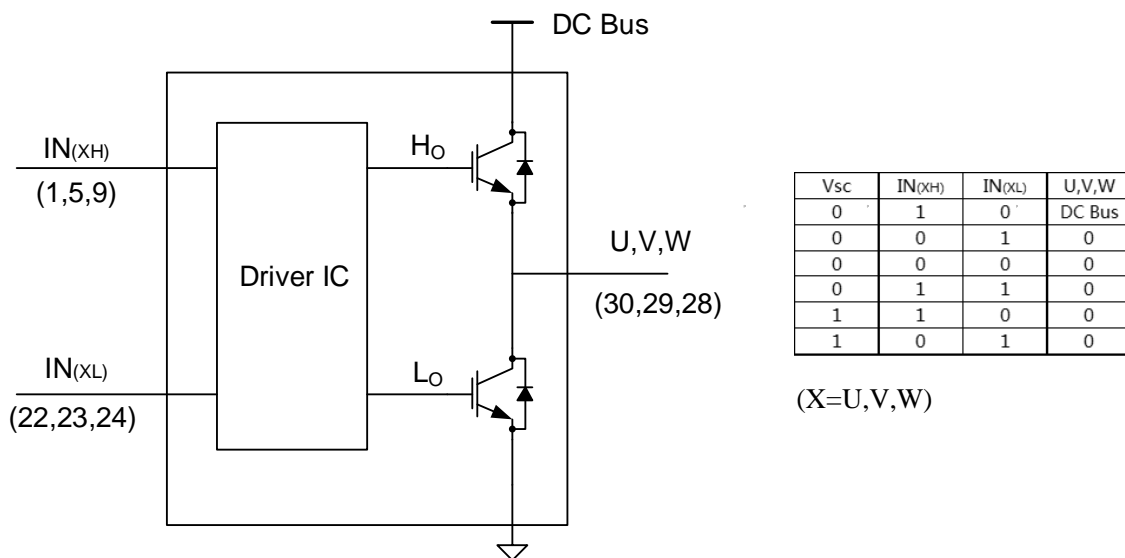 DC Bus
IN(XH)
(1,5,9)
HO
Driver IC
U,V,W
(30,29,28)
IN(XL)
(22,23,24)
LO
Vsc IN(XH) IN(XL) U,V,W
0 1 0 DC Bus
0 0 1 0
0 0 0 0
0 1 1 0
1 1 0 0
1 0 1 0
(X=U,V,W)